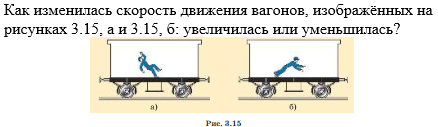 Как изменилась скорость движения вагонов, изображённых на
рисунках 3.15, а и 3.15, б: увеличилась или уменьшилась?
а) б)
Рис. 3.15